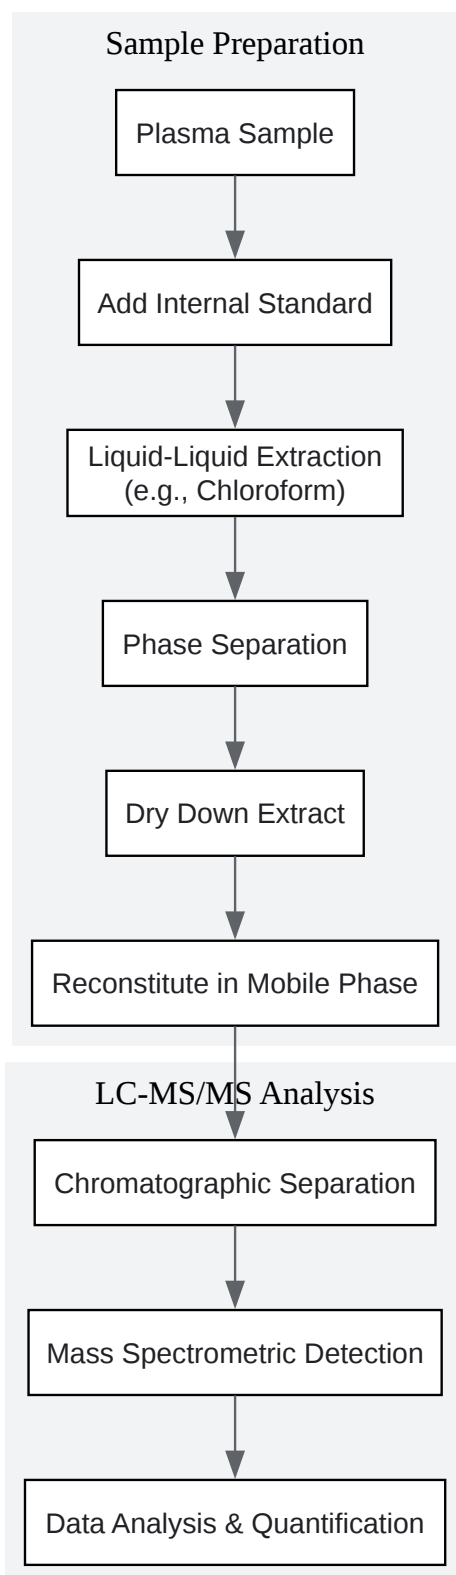 Sample Preparation
Plasma Sample
Add Internal Standard
Liquid-Liquid Extraction
(e.g., Chloroform)
Phase Separation
Dry Down Extract
Reconstitute in Mobile Phase
LC-MS/MS Analysis
Chromatographic Separation
Mass Spectrometric Detection
Data Analysis & Quantification